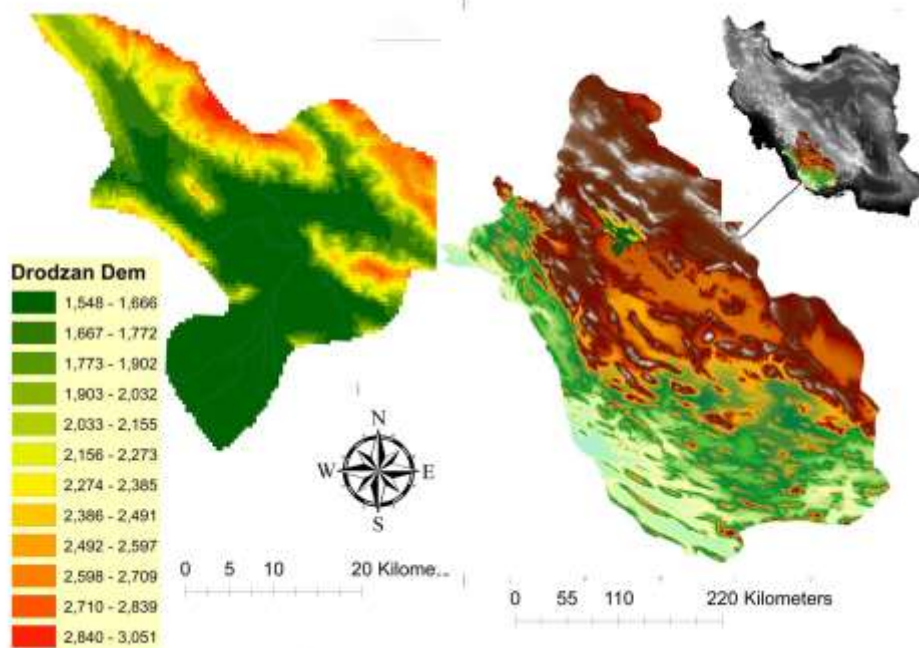 Drodzan Dem
1,548 - 1,666
1,667 - 1,772
1,773 - 1,902
1,903 - 2,032
2,033 - 2,155
2,156 - 2,273
2,274 - 2,385
2,386 - 2,491
2,492 - 2,597
2,598 - 2,709
2,710 - 2,839
2,840 - 3,051
N
W E
S
0 5 10 20 Kilome...
0 55 110 220 Kilometers